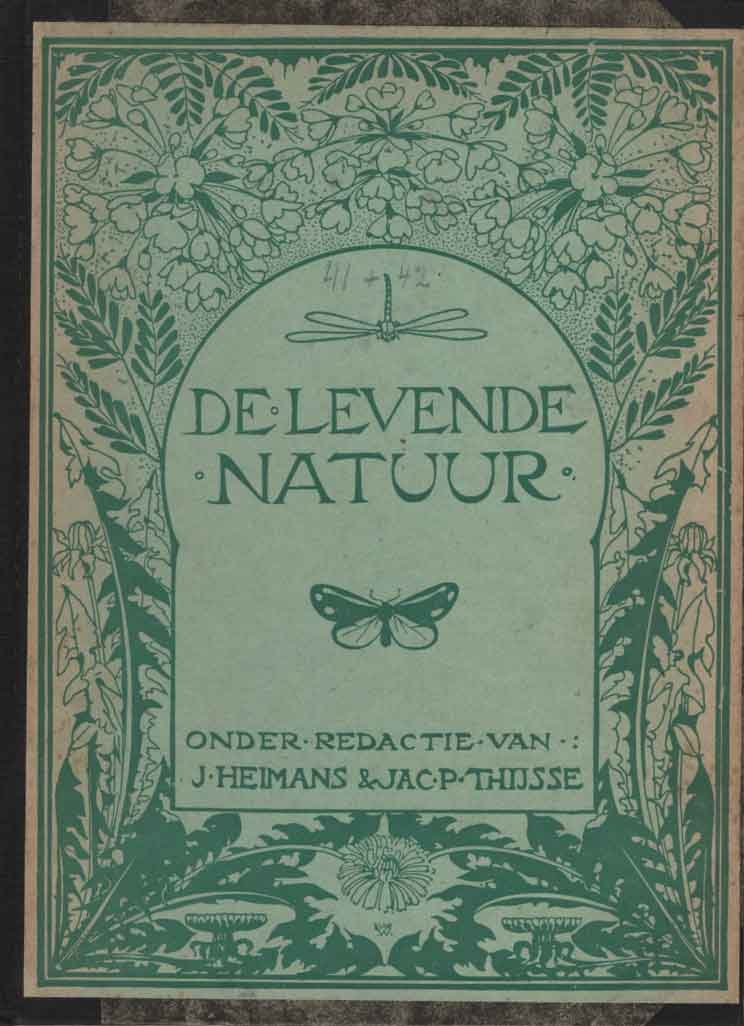 41 + 42.
DE◦LEVENDE
◦·NATUUR·◦
ONDER·REDACTIE·VAN·:
J·HEIMANS &JAC·P·THIJSSE